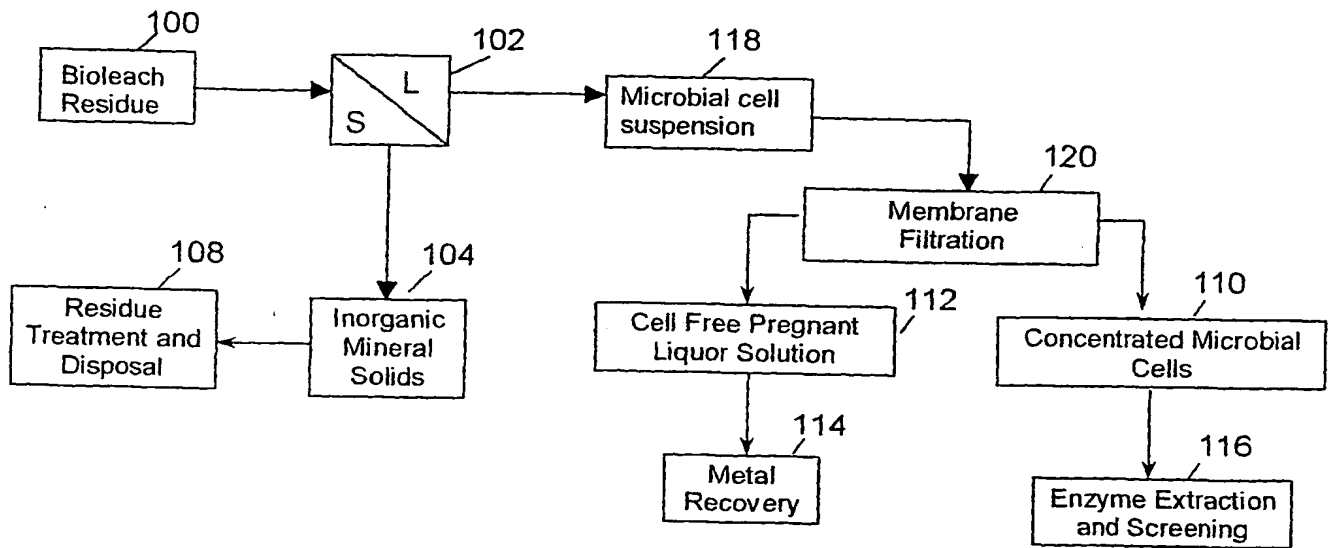 100
Bioleach
Residue
102
L
S
118
Microbial cell
suspension
120
Membrane
Filtration
108
Residue
Treatment and
Disposal
104
Inorganic
Mineral
Solids
112
Cell Free Pregnant
Liquor Solution
110
Concentrated Microbial
Cells
114
Metal
Recovery
116
Enzyme Extraction
and Screening